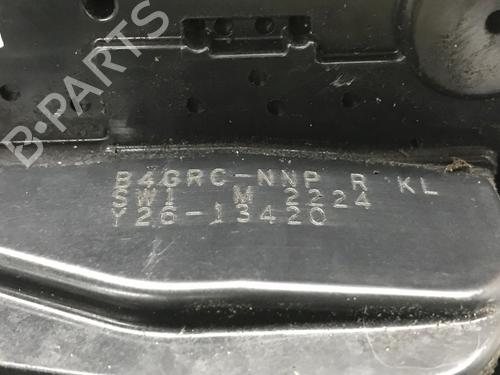 B-PARTS
B4GRC-NNP R KL
SW1 M 2224
Y26-13420